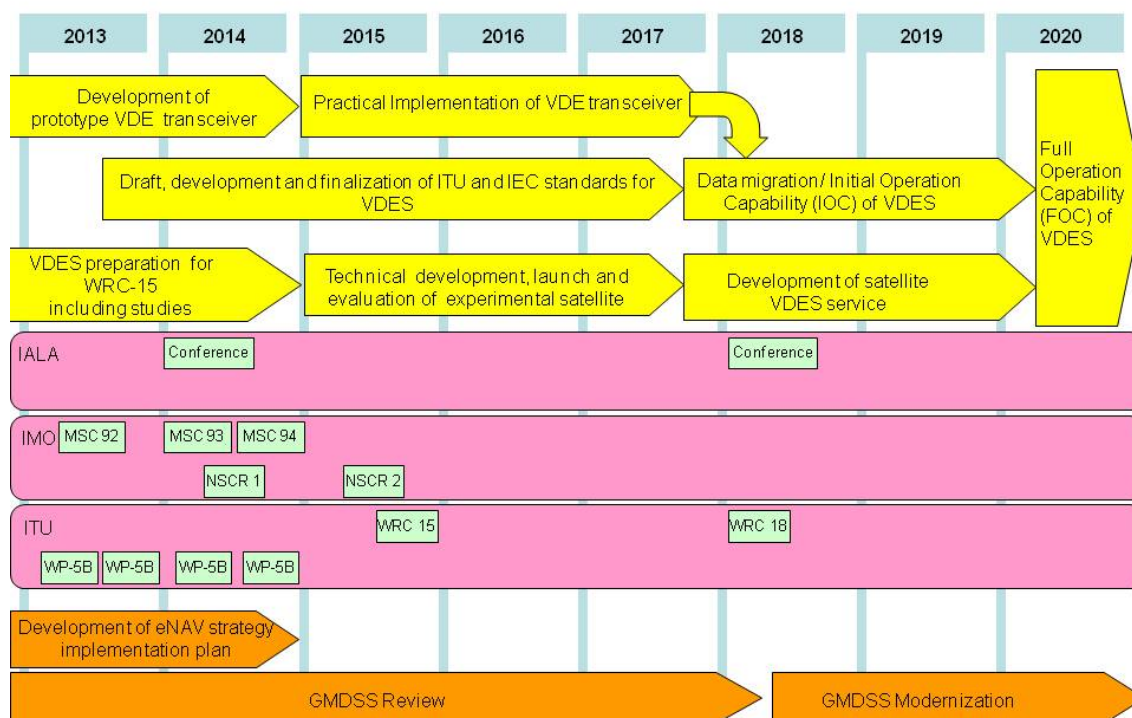 2013 2014 2015 2016 2017 2018 2019 2020
Development of
prototype VDE transceiver
Practical Implementation of VDE transceiver
Draft, development and finalization of ITU and IEC standards for
VDES
Data migration/ Initial Operation
Capability (IOC) of VDES
Full
Operation
Capability
(FOC) of
VDES
VDES preparation for
WRC-15
including studies
Technical development, launch and
evaluation of experimental satellite
Development of satellite
VDES service
IALA
Conference
Conference
IMO
MSC 92
MSC 93
MSC 94
NSCR 1
NSCR 2
ITU
WRC 15
WRC 18
WP-5B
WP-5B
WP-5B
WP-5B
Development of eNAV strategy
implementation plan
GMDSS Review
GMDSS Modernization